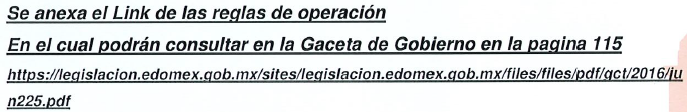 Se anexa el Link de las reglas de operación
En el cual podrán consultar en la Gaceta de Gobierno en la pagina 115
https://legislacion.edomex.gob.mx/sites/legislacion.edomex.gob.mx/files/files/pdf/gct/2016/ju
n225.pdf